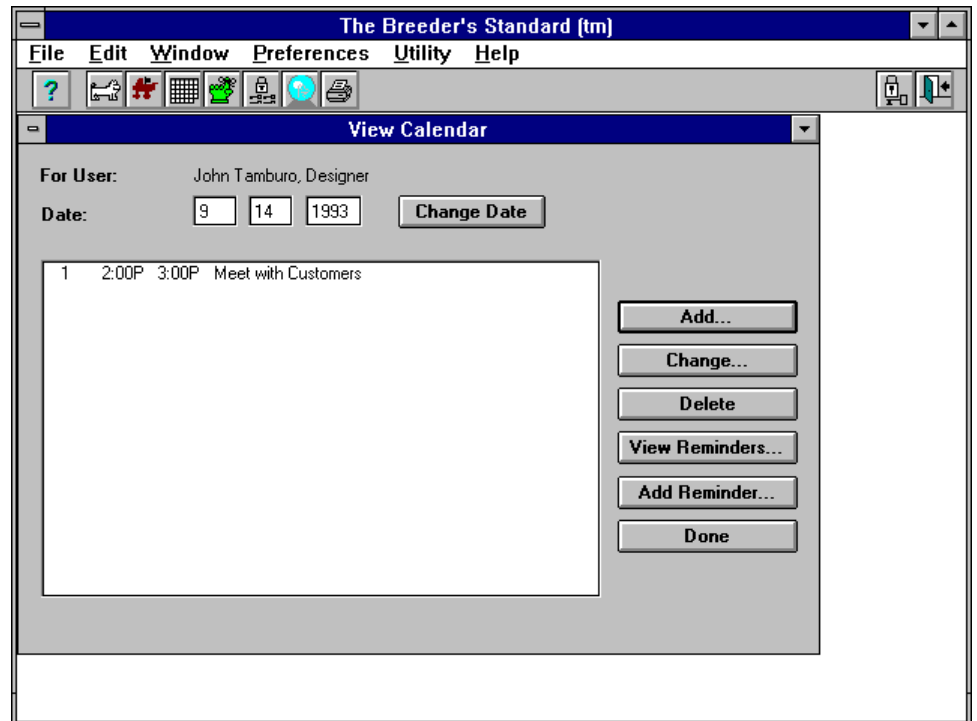 The Breeder's Standard (tm)
File Edit Window Preferences Utility Help
?
View Calendar
For User: John Tamburo, Designer
Date: 9 14 1993 Change Date
1 2:00P 3:00P Meet with Customers
Add...
Change...
Delete
View Reminders...
Add Reminder...
Done